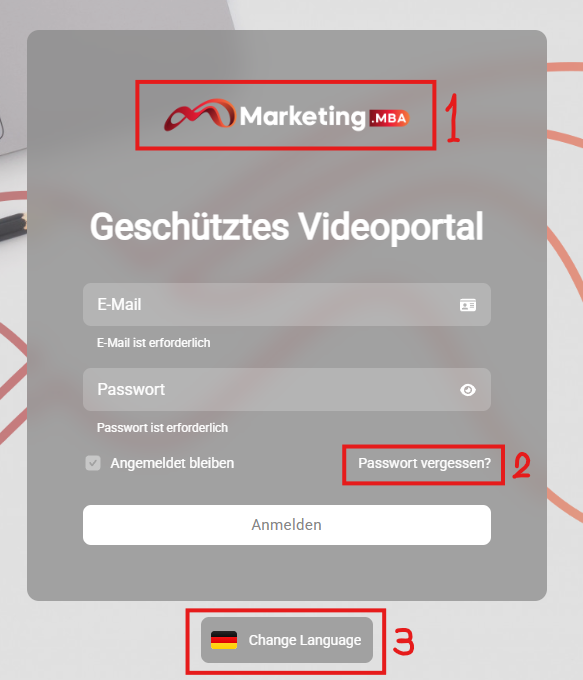 Marketing.MBA
1
Geschütztes Videoportal
E-Mail
E-Mail ist erforderlich
Passwort
Passwort ist erforderlich
Angemeldet bleiben
Passwort vergessen?
2
Anmelden
Change Language
3